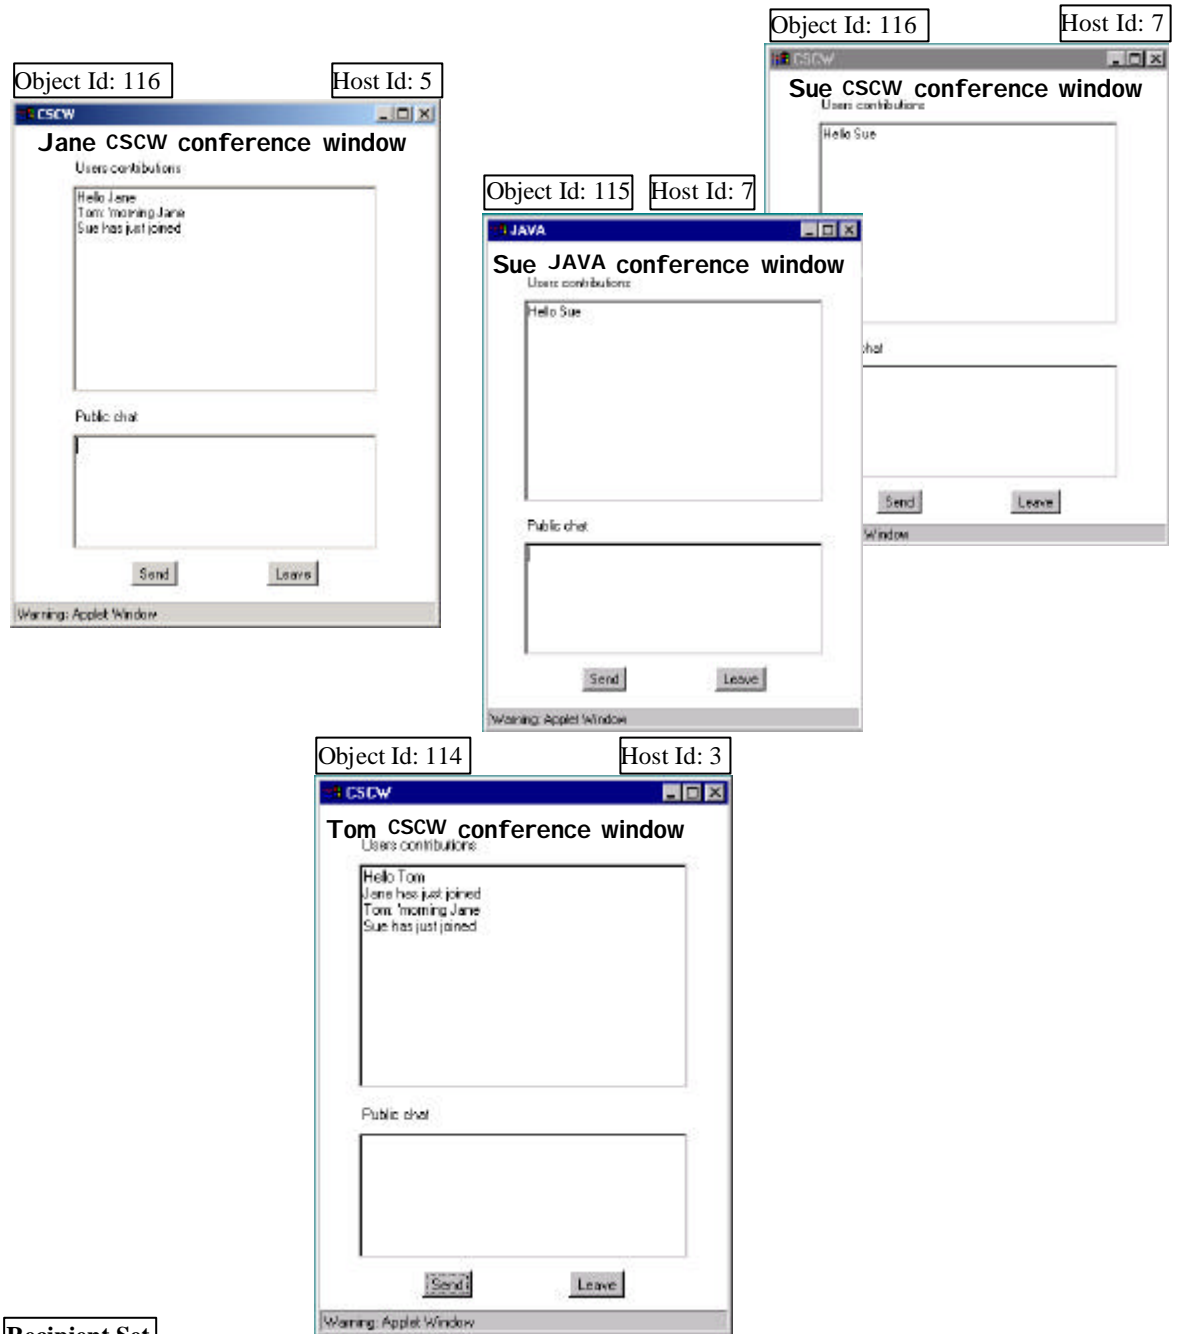 Object Id: 116
Host Id: 7
CSCW
Sue CSCW conference window
Users contributions
Hello Sue
chat
Send
Leave
Window
Object Id: 116
Host Id: 5
CSCW
Jane CSCW conference window
Users contributions
Hello Jane
Tom: 'morning Jane
Sue has just joined
Public chat
Send
Leave
Warning: Applet Window
Object Id: 115
Host Id: 7
JAVA
Sue JAVA conference window
Users contributions
Hello Sue
Public chat
Send
Leave
Warning: Applet Window
Object Id: 114
Host Id: 3
CSCW
Tom CSCW conference window
Users contributions
Hello Tom
Jane has just joined
Tom: 'morning Jane
Sue has just joined
Public chat
Send
Leave
Warning: Applet Window
Recipient Set